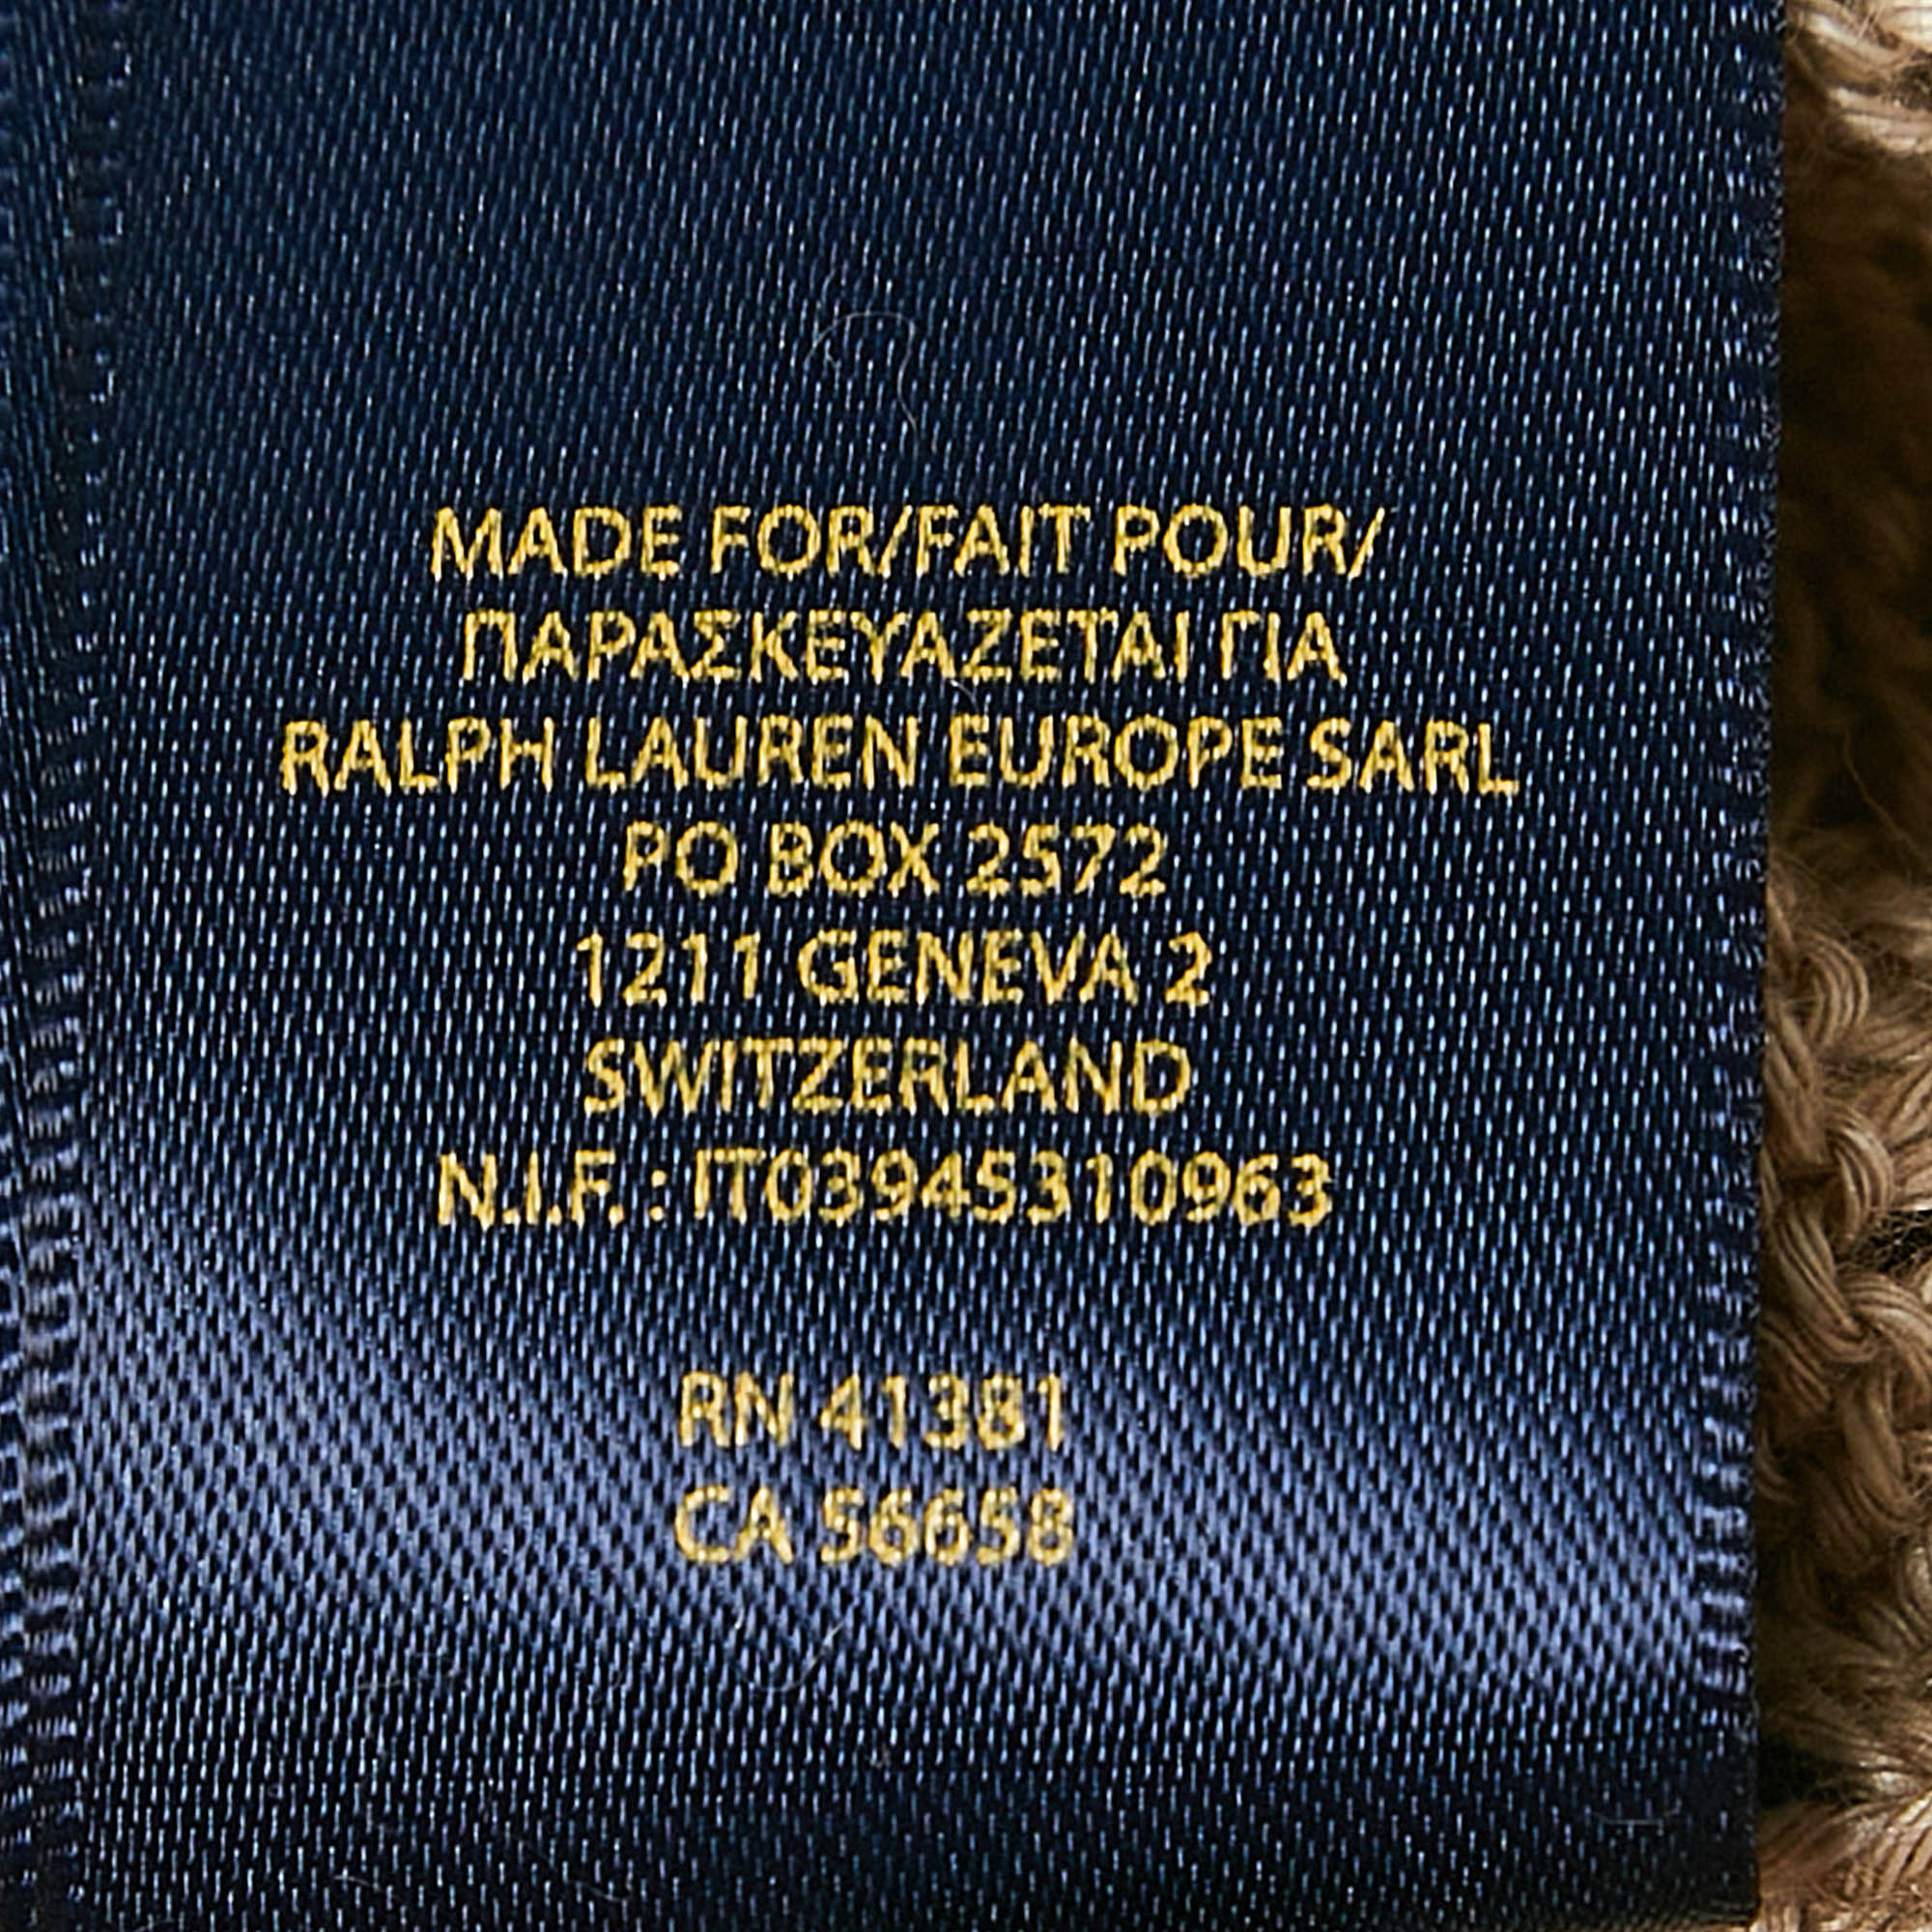 MADE FOR/FAIT POUR/
ΠΑΡΑΣΚΕΥΑΖΕΤΑΙ ΓΙΑ
RALPH LAUREN EUROPE SARL
PO BOX 2572
1211 GENEVA 2
SWITZERLAND
N.I.F. : IT03945310963
RN 41381
CA 56658